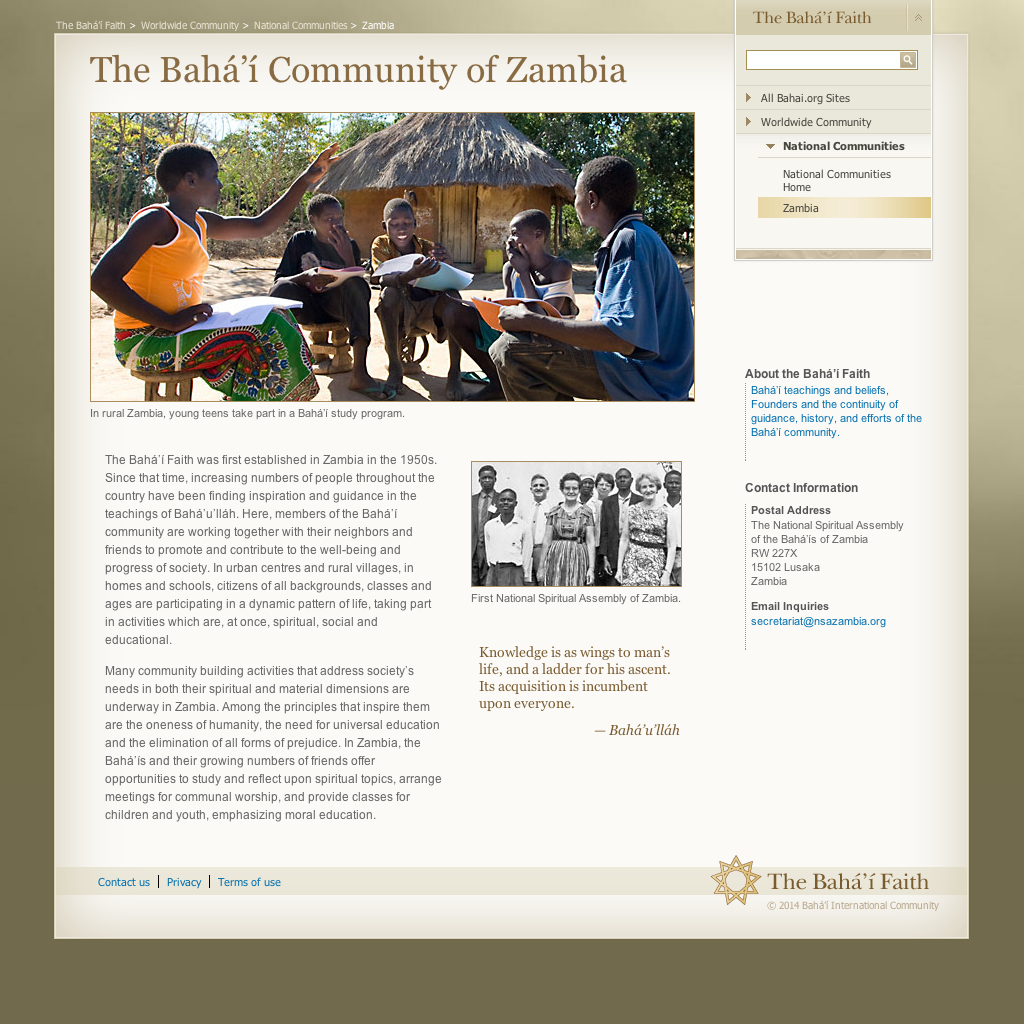 The Bahá’í Faith > Worldwide Community > National Communities > Zambia
The Bahá’í Faith
The Bahá’í Community of Zambia
All Bahai.org Sites
Worldwide Community
National Communities
National Communities
Home
Zambia
In rural Zambia, young teens take part in a Bahá’í study program.
The Bahá’í Faith was first established in Zambia in the 1950s.
Since that time, increasing numbers of people throughout the
country have been finding inspiration and guidance in the
teachings of Bahá’u’lláh. Here, members of the Bahá’í
community are working together with their neighbors and
friends to promote and contribute to the well-being and
progress of society. In urban centres and rural villages, in
homes and schools, citizens of all backgrounds, classes and
ages are participating in a dynamic pattern of life, taking part
in activities which are, at once, spiritual, social and
educational.
Many community building activities that address society’s
needs in both their spiritual and material dimensions are
underway in Zambia. Among the principles that inspire them
are the oneness of humanity, the need for universal education
and the elimination of all forms of prejudice. In Zambia, the
Bahá’ís and their growing numbers of friends offer
opportunities to study and reflect upon spiritual topics, arrange
meetings for communal worship, and provide classes for
children and youth, emphasizing moral education.
First National Spiritual Assembly of Zambia.
Knowledge is as wings to man’s
life, and a ladder for his ascent.
Its acquisition is incumbent
upon everyone.
— Bahá’u’lláh
About the Bahá’í Faith
Bahá’í teachings and beliefs,
Founders and the continuity of
guidance, history, and efforts of the
Bahá’í community.
Contact Information
Postal Address
The National Spiritual Assembly
of the Bahá’ís of Zambia
RW 227X
15102 Lusaka
Zambia
Email Inquiries
secretariat@nsazambia.org
Contact us | Privacy | Terms of use
The Bahá’í Faith
© 2014 Bahá’í International Community